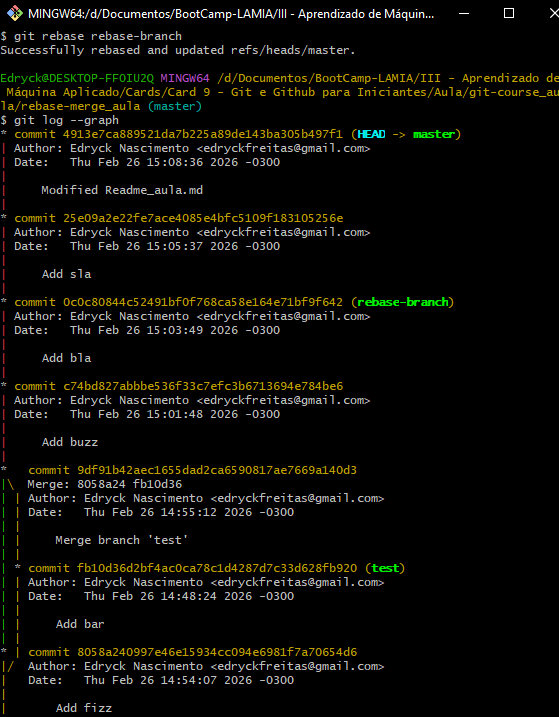 MINGW64:/d/Documentos/BootCamp-LAMIA/III - Aprendizado de Máquin...
$ git rebase rebase-branch
Successfully rebased and updated refs/heads/master.
Edryck@DESKTOP-FFOIU2Q MINGW64 /d/Documentos/BootCamp-LAMIA/III - Aprendizado de
Máquina Aplicado/Cards/Card 9 - Git e Github para Iniciantes/Aula/git-course_au
la/rebase-merge_aula (master)
$ git log --graph
* commit 4913e7ca889521da7b225a89de143ba305b497f1 (HEAD -> master)
| Author: Edryck Nascimento <edryckfreitas@gmail.com>
| Date:   Thu Feb 26 15:08:36 2026 -0300
|
|     Modified Readme_aula.md
|
* commit 25e09a2e22fe7ace4085e4bfc5109f183105256e
| Author: Edryck Nascimento <edryckfreitas@gmail.com>
| Date:   Thu Feb 26 15:05:37 2026 -0300
|
|     Add sla
|
* commit 0c0c80844c52491bf0f768ca58e164e71bf9f642 (rebase-branch)
| Author: Edryck Nascimento <edryckfreitas@gmail.com>
| Date:   Thu Feb 26 15:03:49 2026 -0300
|
|     Add bla
|
* commit c74bd827abbbe536f33c7efc3b6713694e784be6
| Author: Edryck Nascimento <edryckfreitas@gmail.com>
| Date:   Thu Feb 26 15:01:48 2026 -0300
|
|     Add buzz
|
*   commit 9df91b42aec1655dad2ca6590817ae7669a140d3
|\  Merge: 8058a24 fb10d36
| | Author: Edryck Nascimento <edryckfreitas@gmail.com>
| | Date:   Thu Feb 26 14:55:12 2026 -0300
| |
| |     Merge branch 'test'
| |
| * commit fb10d36d2bf4ac0ca78c1d4287d7c33d628fb920 (test)
| | Author: Edryck Nascimento <edryckfreitas@gmail.com>
| | Date:   Thu Feb 26 14:48:24 2026 -0300
| |
| |     Add bar
| |
* | commit 8058a240997e46e15934cc094e6981f7a70654d6
|/  Author: Edryck Nascimento <edryckfreitas@gmail.com>
|   Date:   Thu Feb 26 14:54:07 2026 -0300
|
|       Add fizz